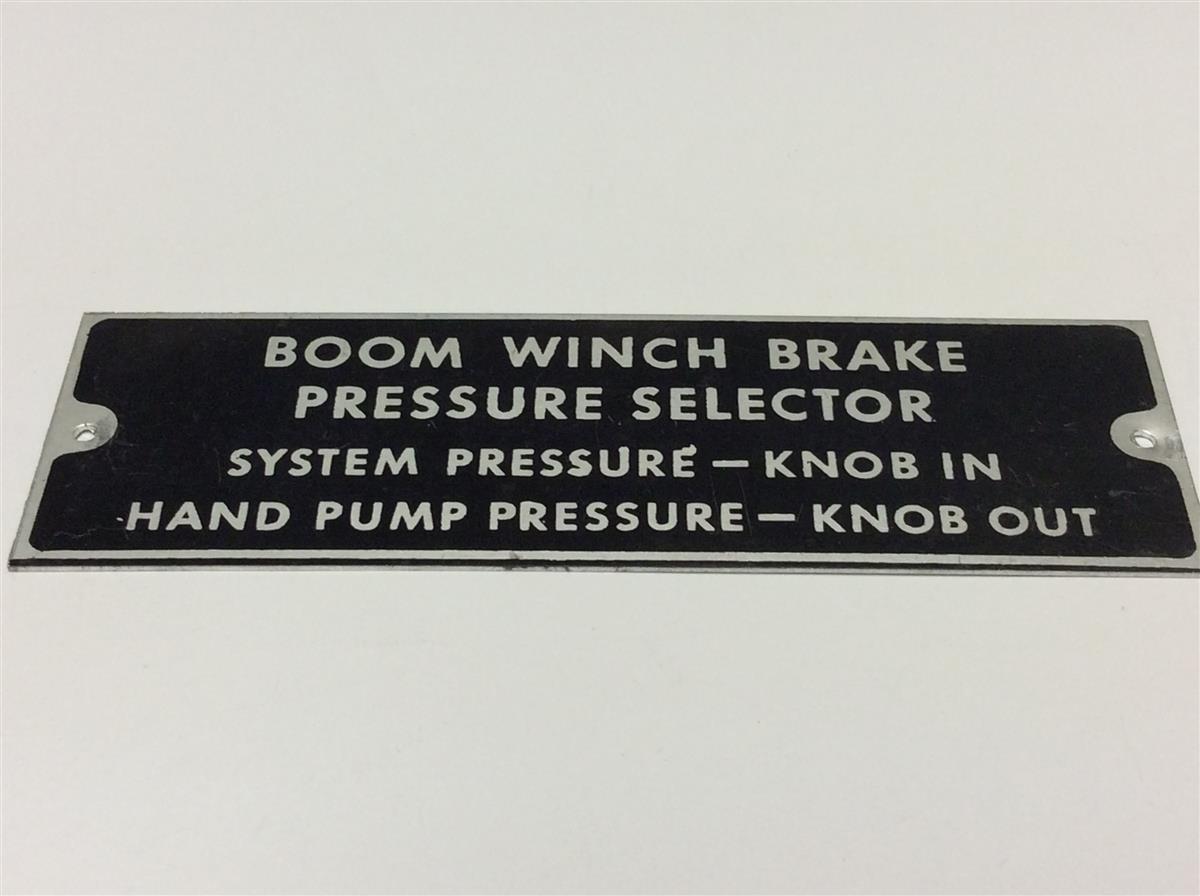 BOOM WINCH BRAKE
PRESSURE SELECTOR
SYSTEM PRESSURE — KNOB IN
HAND PUMP PRESSURE — KNOB OUT